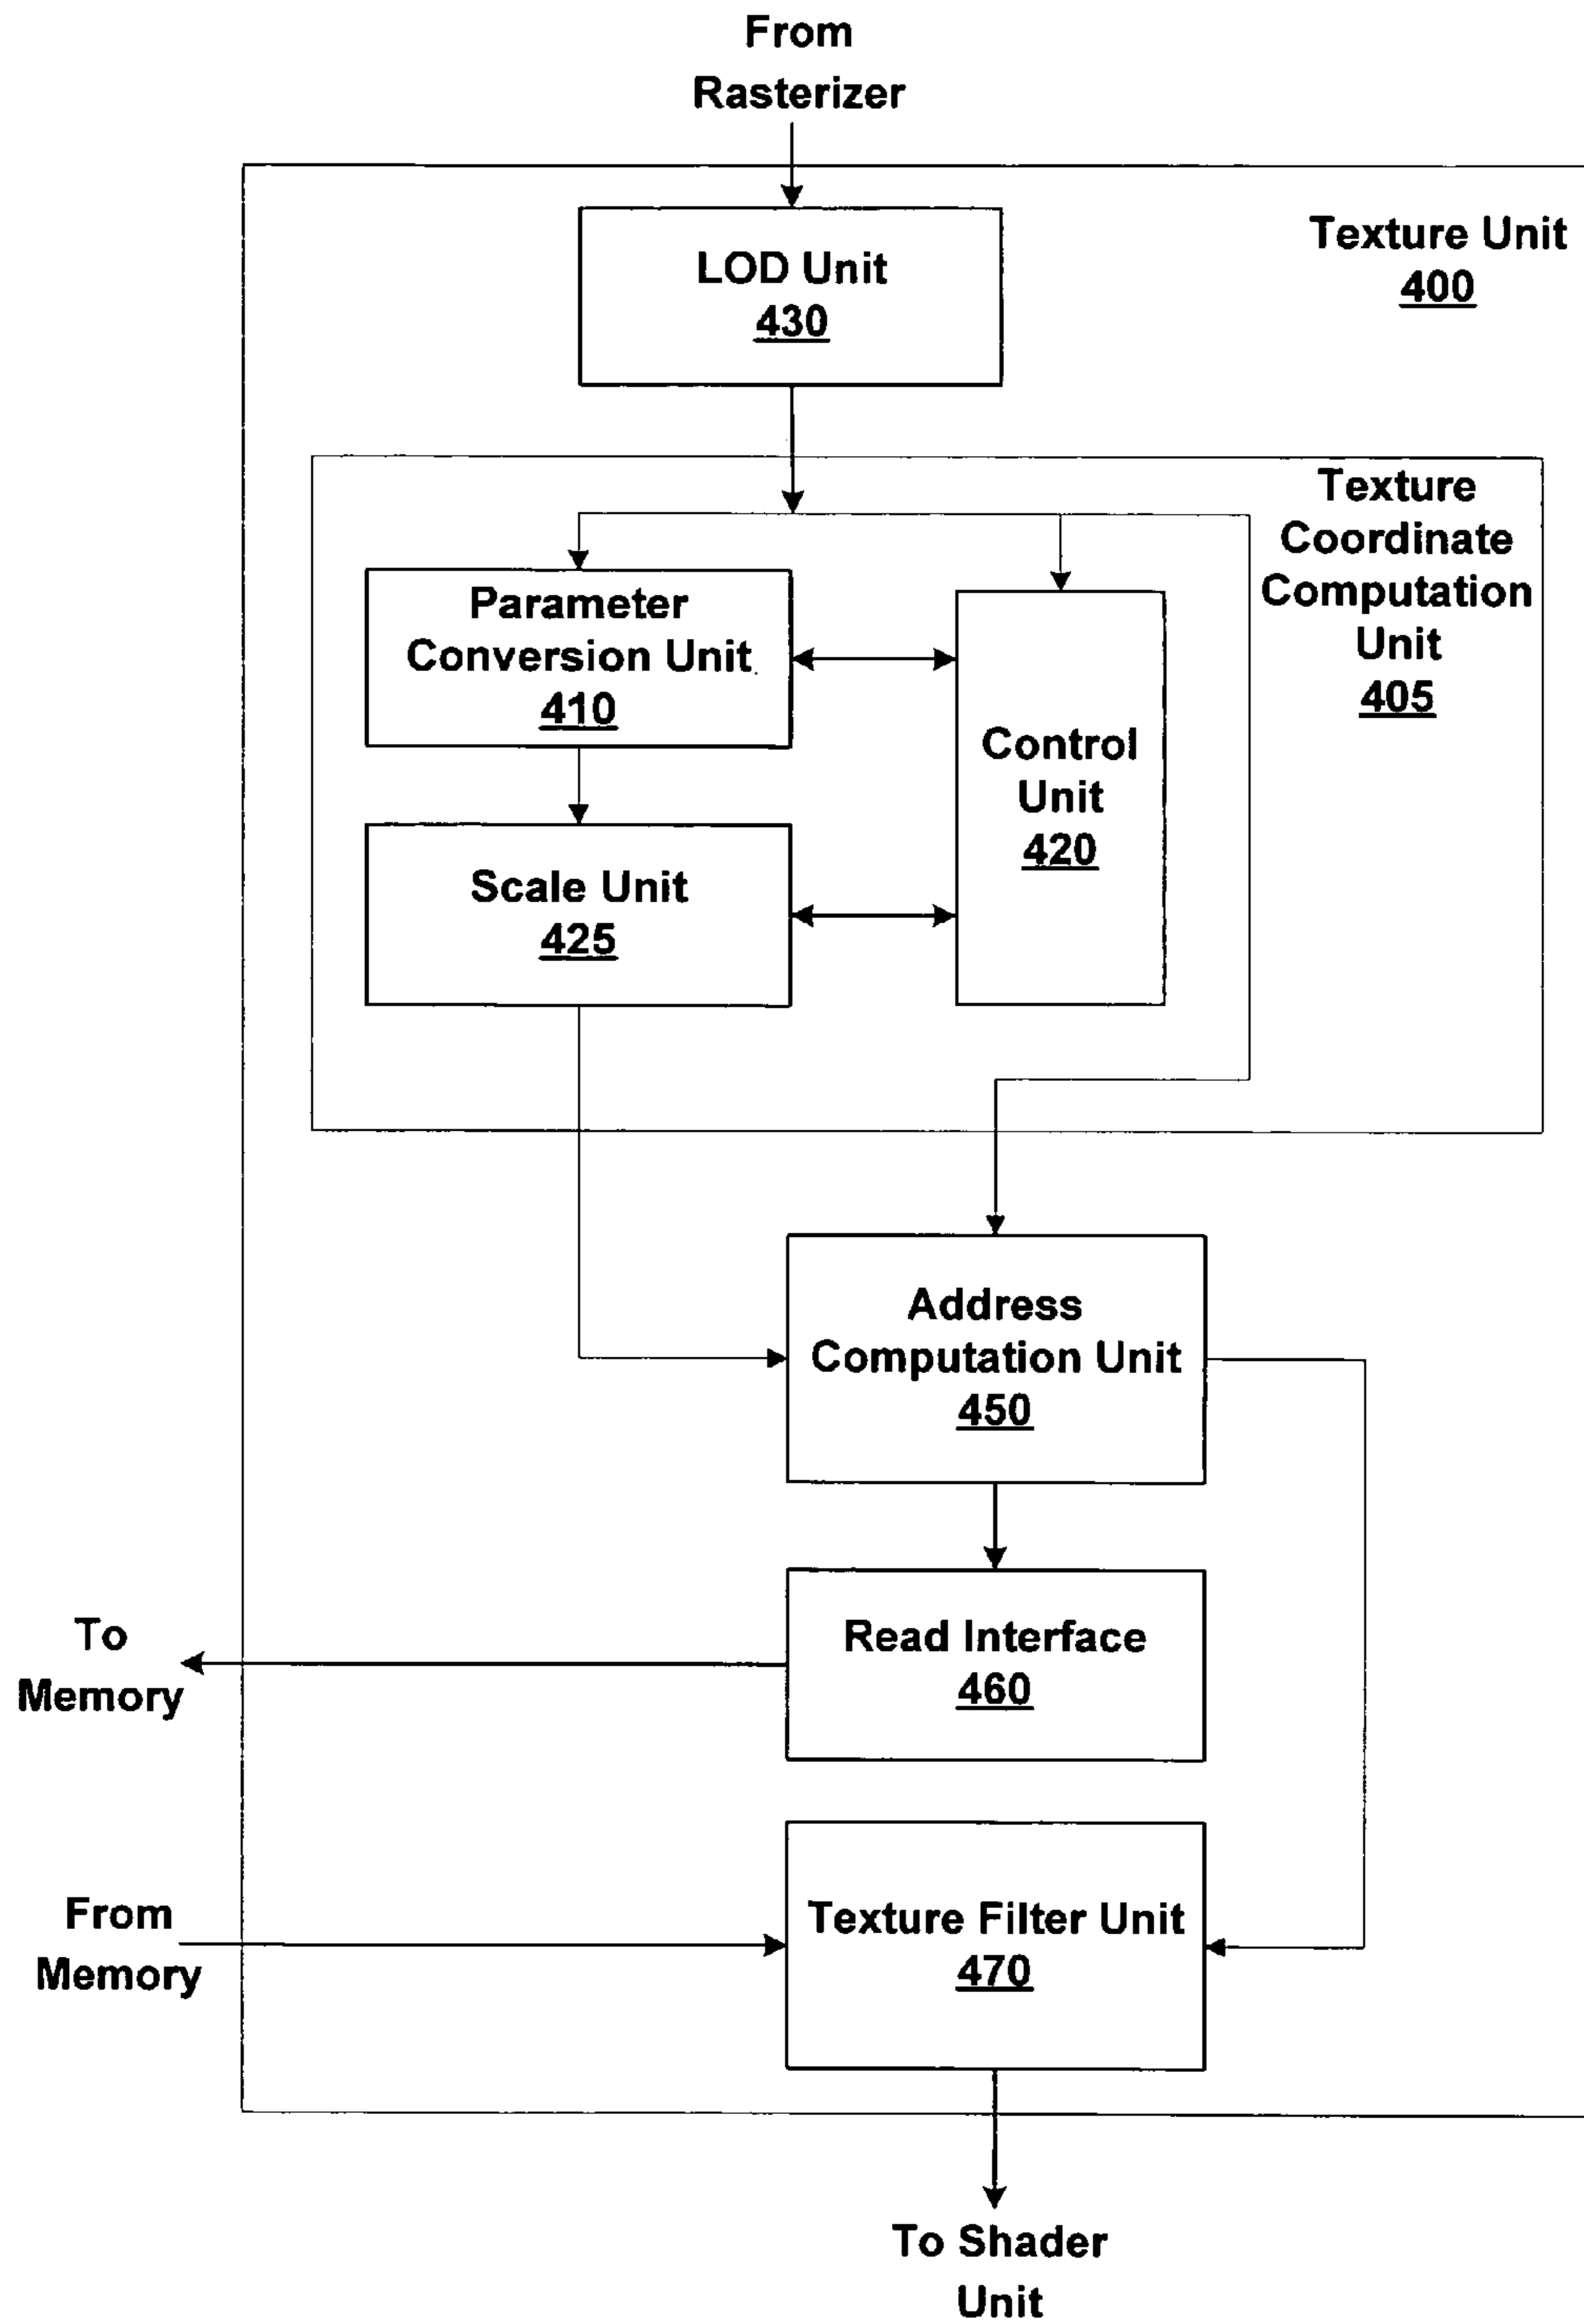 From
Rasterizer
LOD Unit
430
Texture Unit
400
Texture
Coordinate
Computation
Unit
405
Parameter
Conversion Unit
410
Control
Unit
420
Scale Unit
425
Address
Computation Unit
450
Read Interface
460
To
Memory
Texture Filter Unit
470
From
Memory
To Shader
Unit